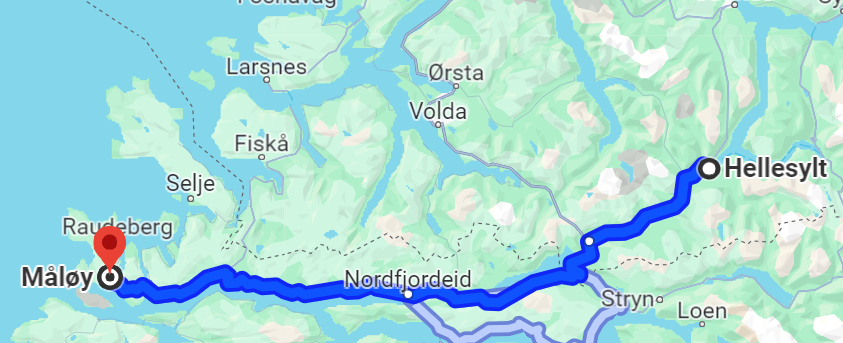 Larsnes
Ørsta
Volda
Fiskå
Hellesylt
Selje
Raudeberg
Måløy
Nordfjordeid
Stryn
Loen